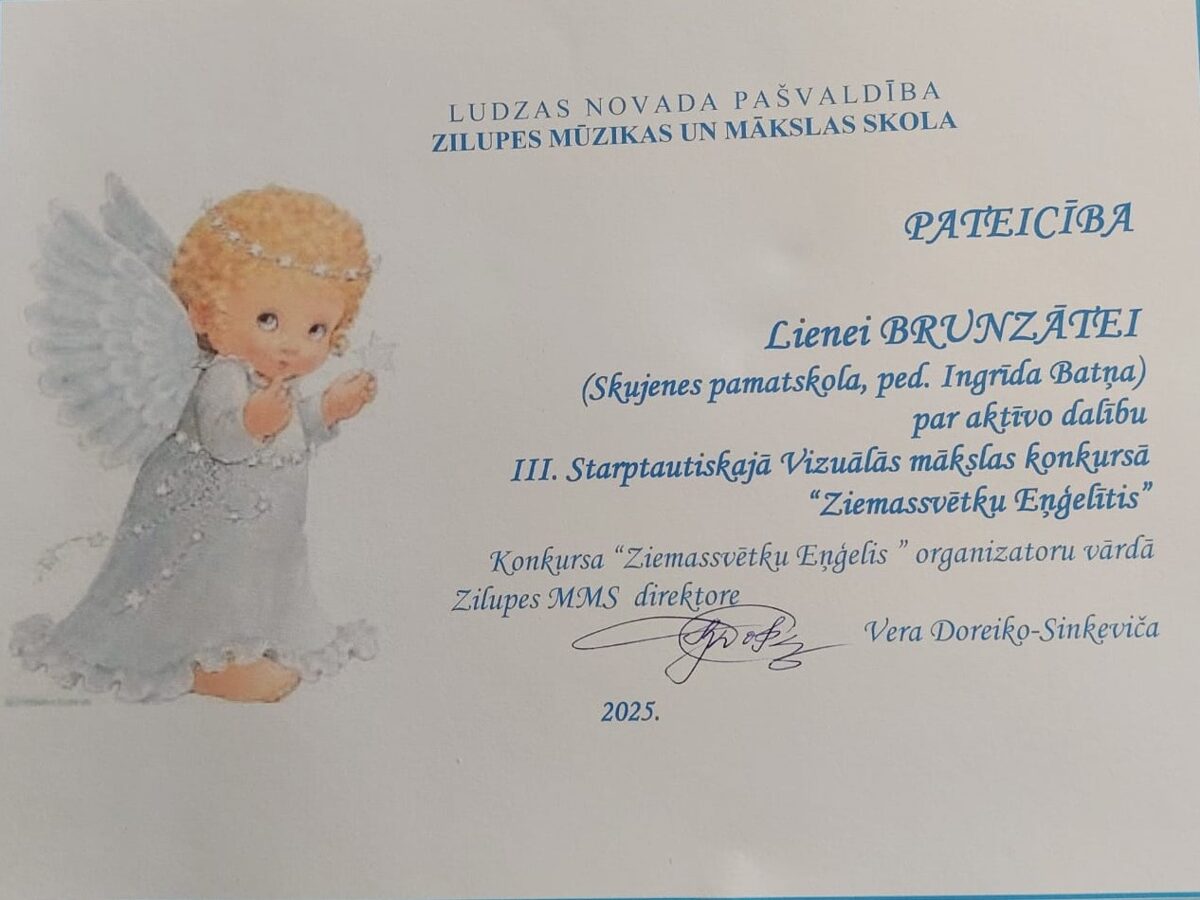 LUDZAS NOVADA PAŠVALDĪBA
ZILUPES MŪZIKAS UN MĀKSLAS SKOLA
PATEICĪBA
Lienei BRUNZĀTEI
(Skujenes pamatskola, ped. Ingrīda Batņa)
par aktīvo dalību
III. Starptautiskajā Vizuālās mākslas konkursā
“Ziemassvētku Eņģelītis”
Konkursa “Ziemassvētku Eņģelis ” organizatoru vārdā
Zilupes MMS direktore
Vera Doreiko-Sinkeviča
2025.